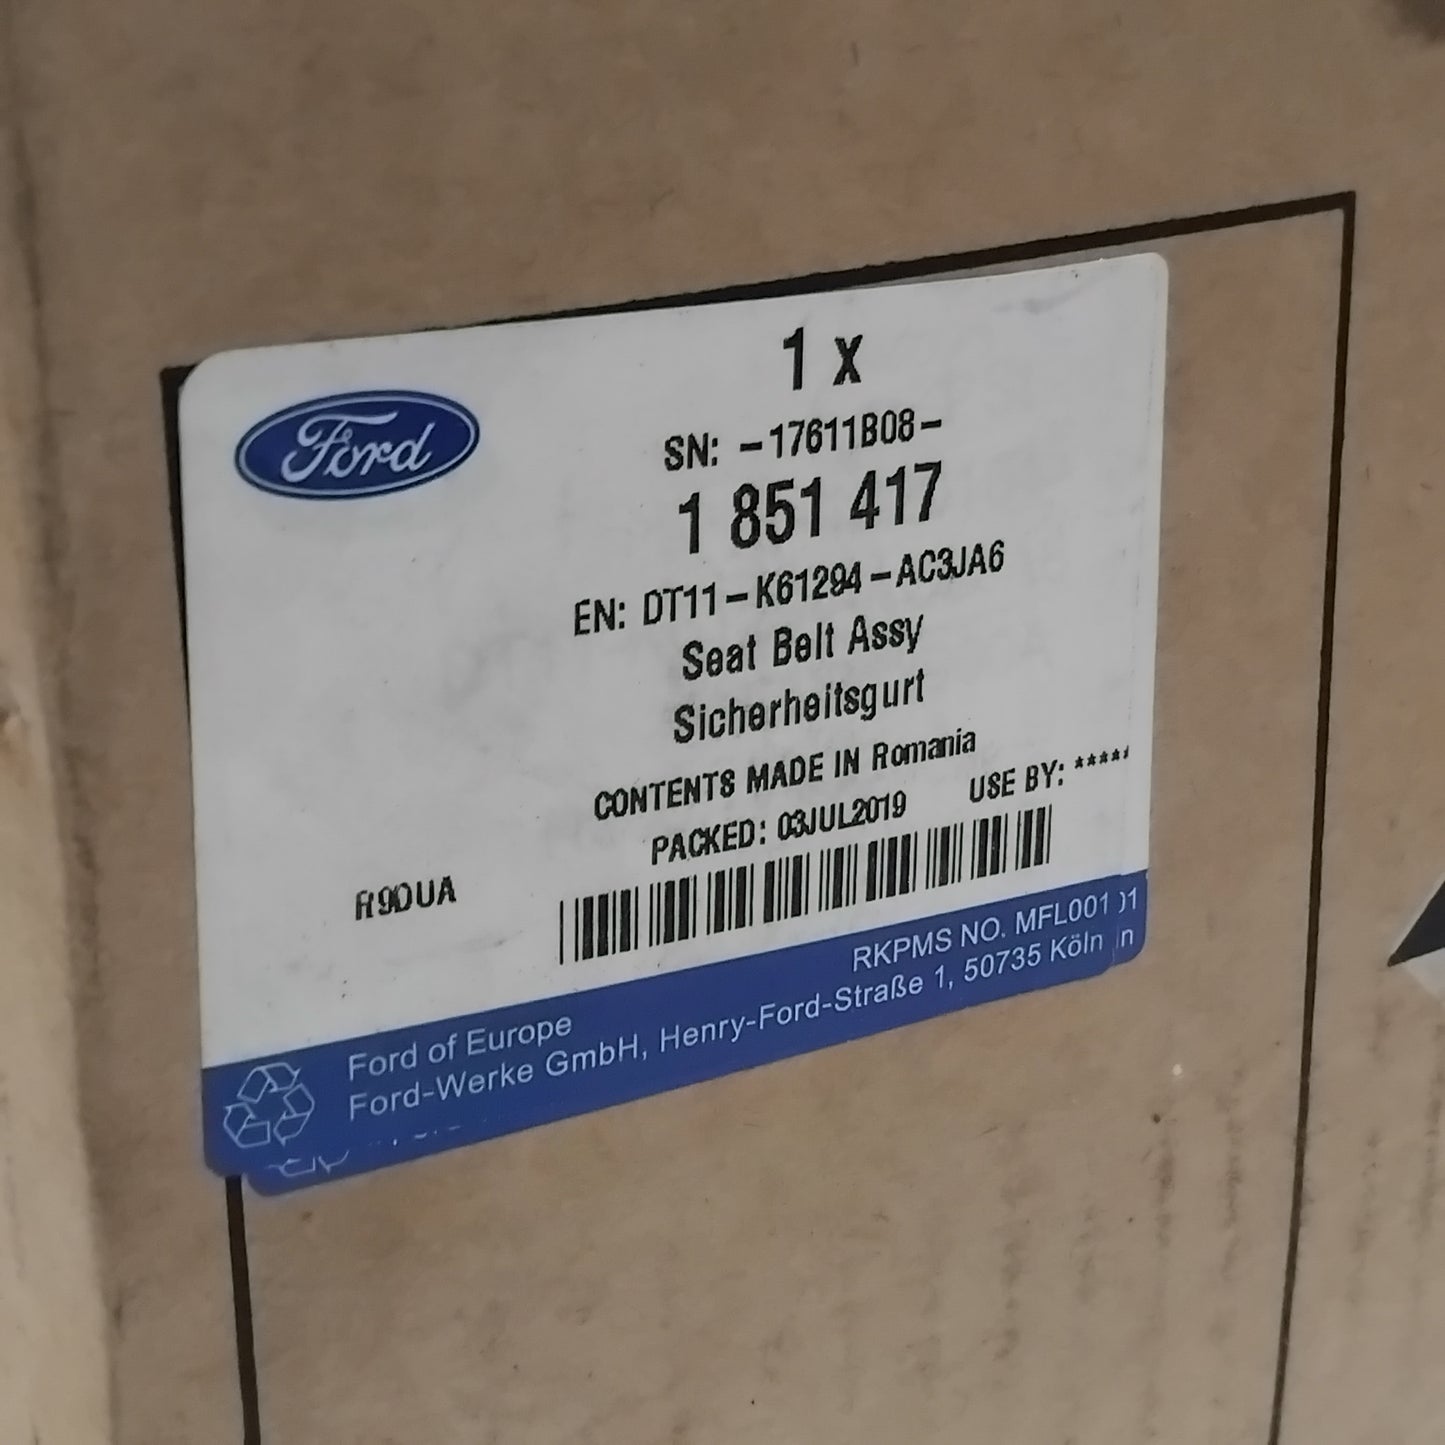 Ford
1 x
SN: -17611B08-
1 851 417
EN: DT11-K61294-AC3JA6
Seat Belt Assy
Sicherheitsgurt
CONTENTS MADE IN Romania
PACKED: 03JUL2019 USE BY: *****
R9DUA
RKPMS NO. MFL001
Ford of Europe
Ford-Werke GmbH, Henry-Ford-Straße 1, 50735 Köln